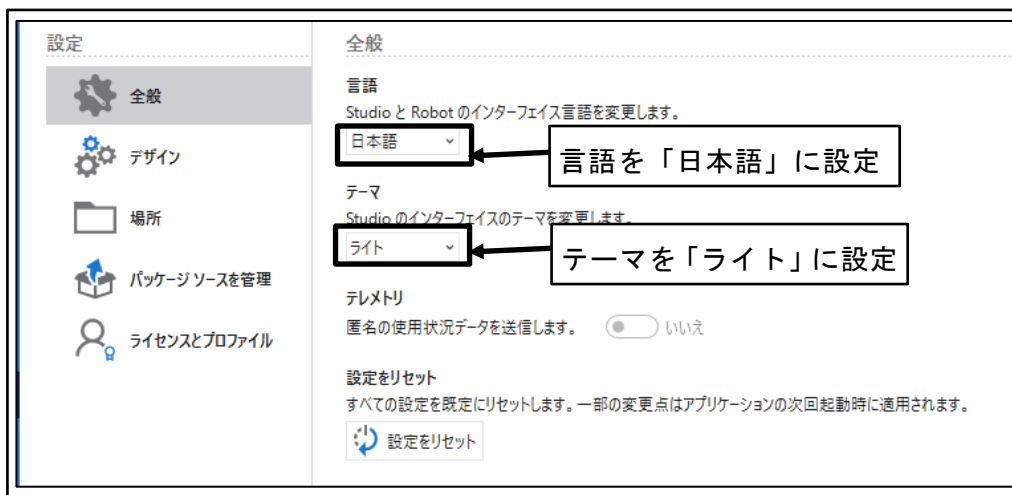 設定
全般
デザイン
場所
パッケージ ソースを管理
ライセンスとプロファイル
全般
言語
Studio と Robot のインターフェイス言語を変更します。
日本語
言語を「日本語」に設定
テーマ
Studio のインターフェイスのテーマを変更します。
ライト
テーマを「ライト」に設定
テレメトリ
匿名の使用状況データを送信します。
いいえ
設定をリセット
すべての設定を既定にリセットします。一部の変更点はアプリケーションの次回起動時に適用されます。
設定をリセット